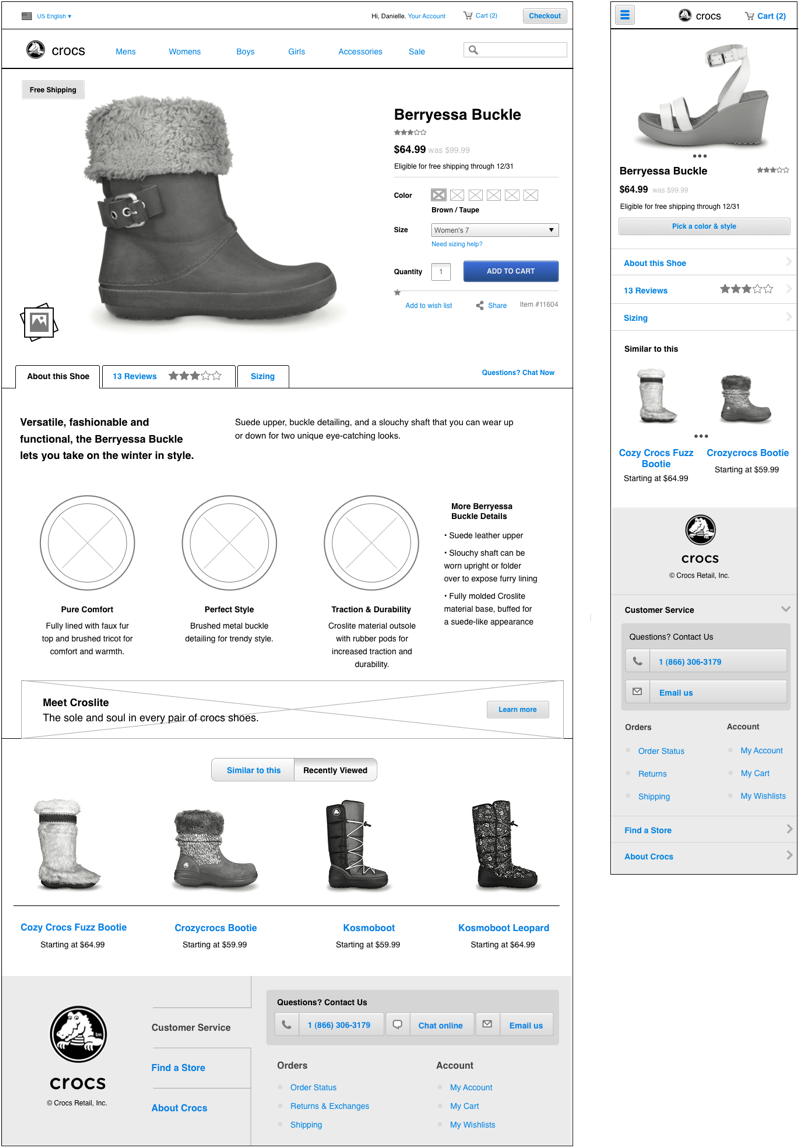 US English ▾
Hi, Danielle. Your Account
Cart (2)
Checkout
crocs
Mens
Womens
Boys
Girls
Accessories
Sale
Free Shipping
Berryessa Buckle
$64.99 was $99.99
Eligible for free shipping through 12/31
Color
Brown / Taupe
Size
Women's 7
Need sizing help?
Quantity
1
ADD TO CART
Add to wish list
Share
Item #11604
About this Shoe
13 Reviews
Sizing
Questions? Chat Now
Versatile, fashionable and
functional, the Berryessa Buckle
lets you take on the winter in style.
Suede upper, buckle detailing, and a slouchy shaft that you can wear up
or down for two unique eye-catching looks.
Pure Comfort
Fully lined with faux fur
top and brushed tricot for
comfort and warmth.
Perfect Style
Brushed metal buckle
detailing for trendy style.
Traction & Durability
Croslite material outsole
with rubber pods for
increased traction and
durability.
More Berryessa
Buckle Details
• Suede leather upper
• Slouchy shaft can be
worn upright or folder
over to expose furry lining
• Fully molded Croslite
material base, buffed for
a suede-like appearance
Meet Croslite
The sole and soul in every pair of crocs shoes.
Learn more
Similar to this
Recently Viewed
Cozy Crocs Fuzz Bootie
Starting at $64.99
Crozycrocs Bootie
Starting at $59.99
Kosmoboot
Starting at $59.99
Kosmoboot Leopard
Starting at $64.99
tm
crocs
© Crocs Retail, Inc.
Customer Service
Find a Store
About Crocs
Questions? Contact Us
1 (866) 306-3179
Chat online
Email us
Orders
Order Status
Returns & Exchanges
Shipping
Account
My Account
My Cart
My Wishlists
crocs
Cart (2)
Berryessa Buckle
$64.99 was $99.99
Eligible for free shipping through 12/31
Pick a color & style
About this Shoe
13 Reviews
Sizing
Similar to this
Cozy Crocs Fuzz
Bootie
Starting at $64.99
Crozycrocs Bootie
Starting at $59.99
crocs
© Crocs Retail, Inc.
Customer Service
Questions? Contact Us
1 (866) 306-3179
Email us
Orders
Order Status
Returns
Shipping
Account
My Account
My Cart
My Wishlists
Find a Store
About Crocs